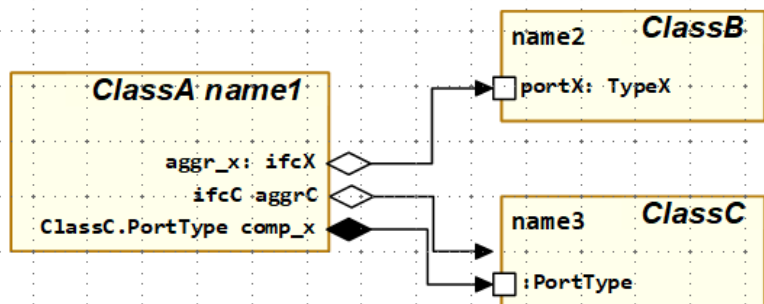 ClassA name1
aggr_x: ifcX
ifcC aggrC
ClassC.PortType comp_x
name2 ClassB
portX: TypeX
name3 ClassC
:PortType